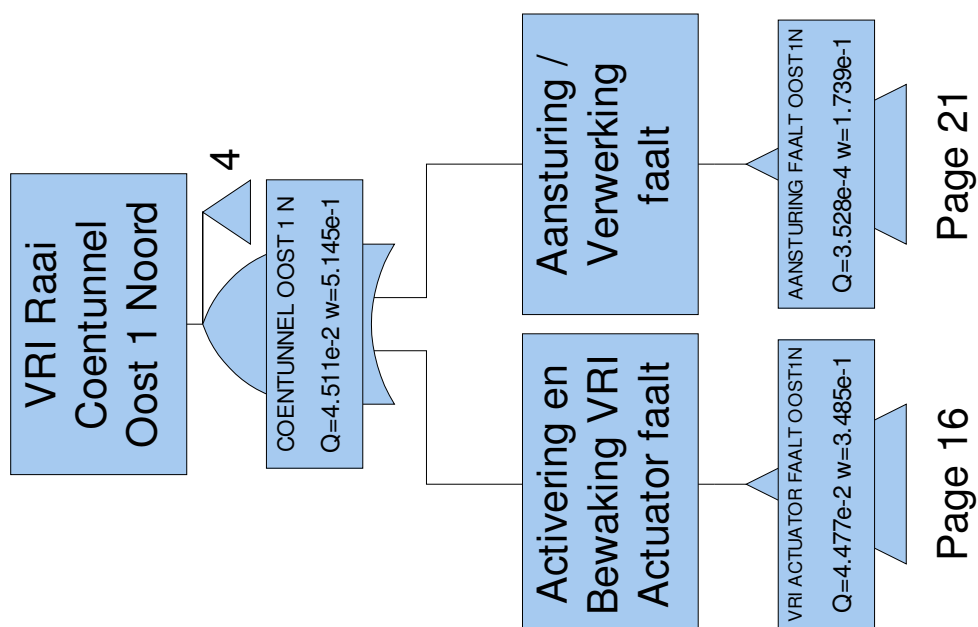 VRI Raai
Coentunnel
Oost 1 Noord
4
COENTUNNEL OOST 1 N
Q=4.511e-2 w=5.145e-1
Activering en
Bewaking VRI
Actuator faalt
VRI ACTUATOR FAALT OOST1N
Q=4.477e-2 w=3.485e-1
Page 16
Aansturing /
Verwerking
faalt
AANSTURING FAALT OOST1N
Q=3.528e-4 w=1.739e-1
Page 21